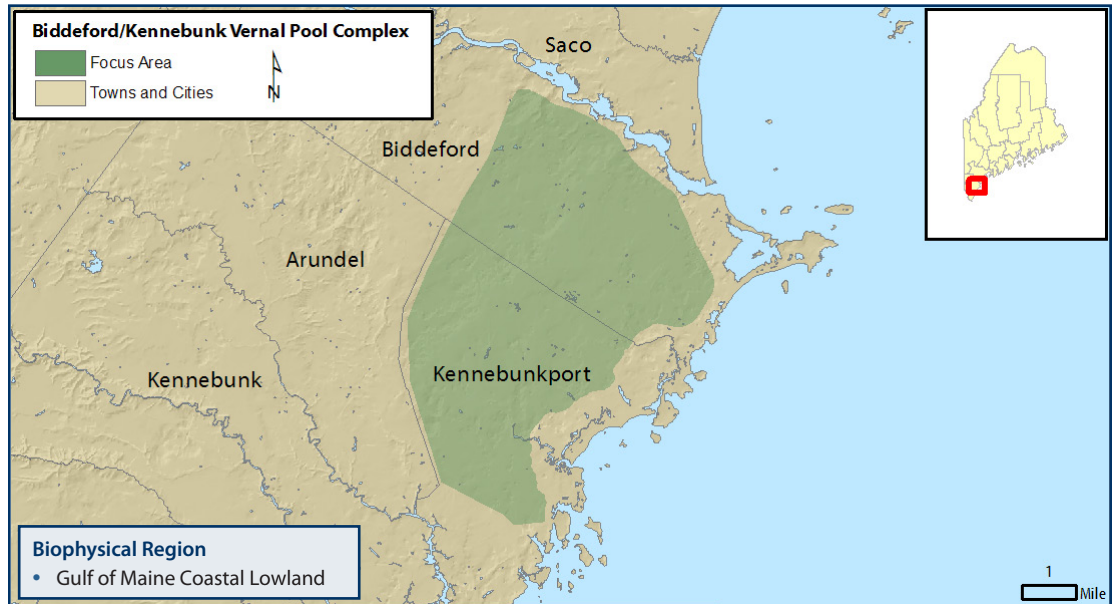 Biddeford/Kennebunk Vernal Pool Complex
Focus Area
Towns and Cities
N
Saco
Biddeford
Arundel
Kennebunk
Kennebunkport
Biophysical Region
• Gulf of Maine Coastal Lowland
1
Mile